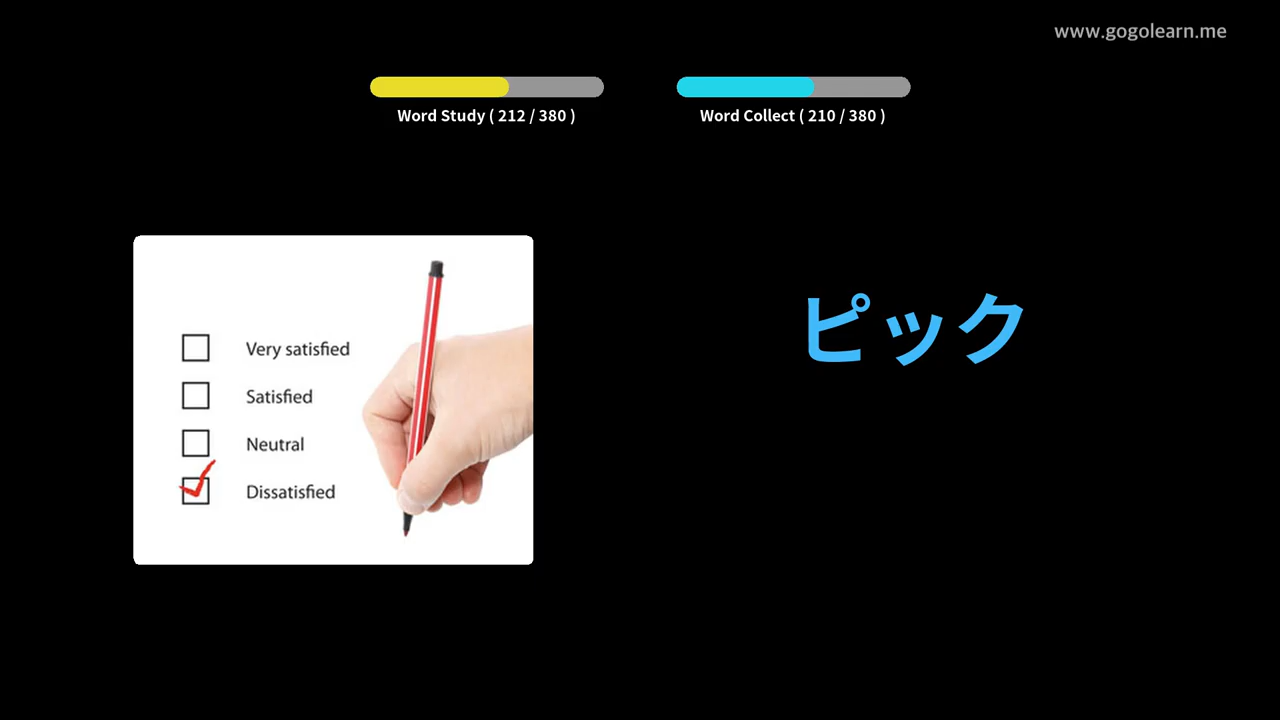 www.gogolearn.me
Word Study ( 212 / 380 )
Word Collect ( 210 / 380 )
Very satisfied
Satisfied
Neutral
Dissatisfied
ピック